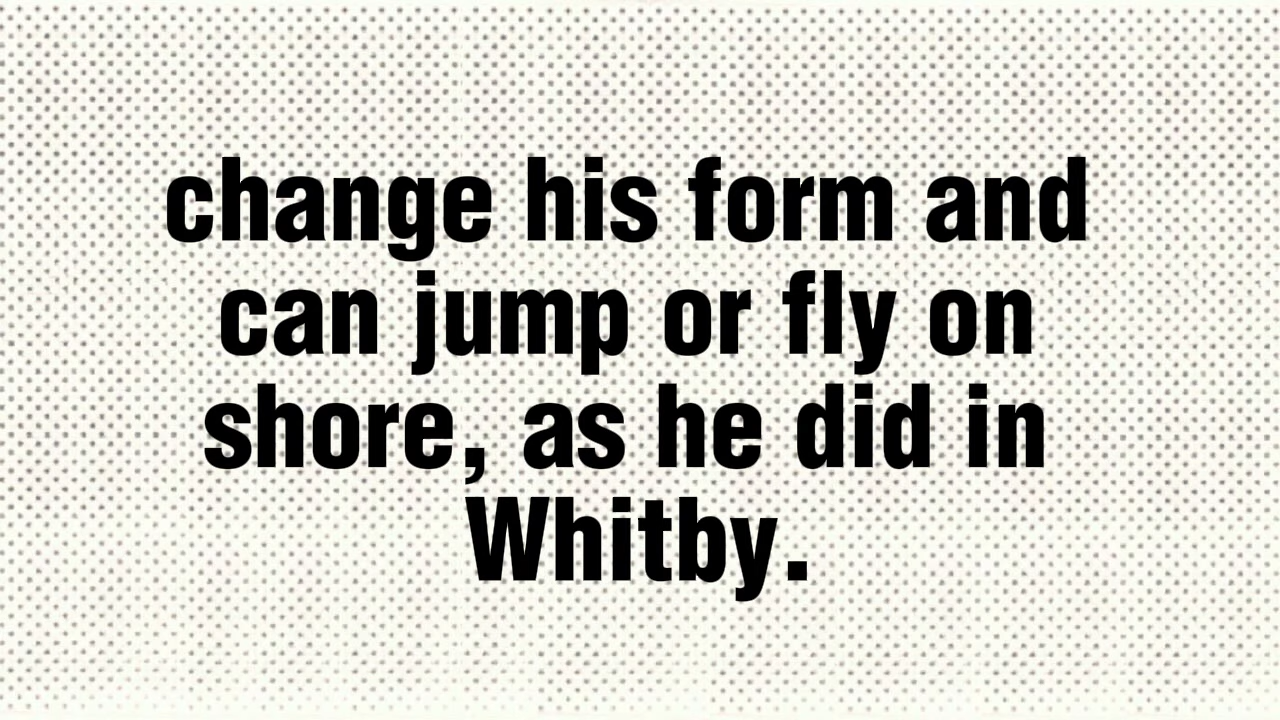 change his form and
can jump or fly on
shore, as he did in
Whitby.